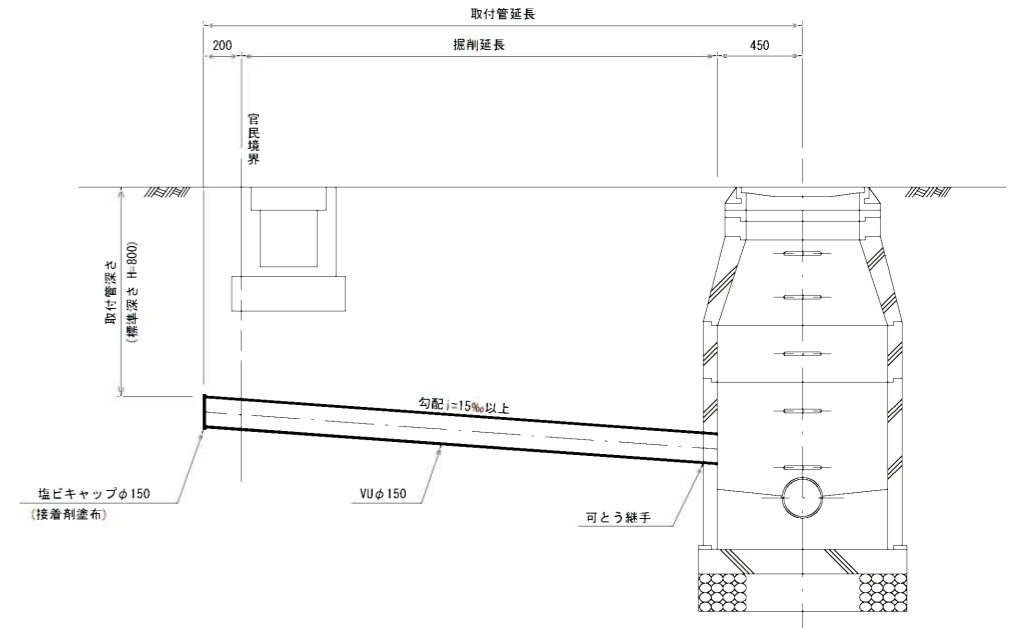 取付管延長
200
掘削延長
450
官民境界
取付管深さ
(標準深さ H=800)
勾配 i=15‰以上
塩ビキャップφ150
(接着剤塗布)
VUφ150
可とう継手